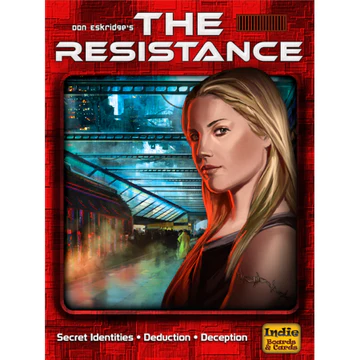 Don Eskridge's
THE
RESISTANCE
Secret Identities • Deduction • Deception
Indie
Boards
& Cards